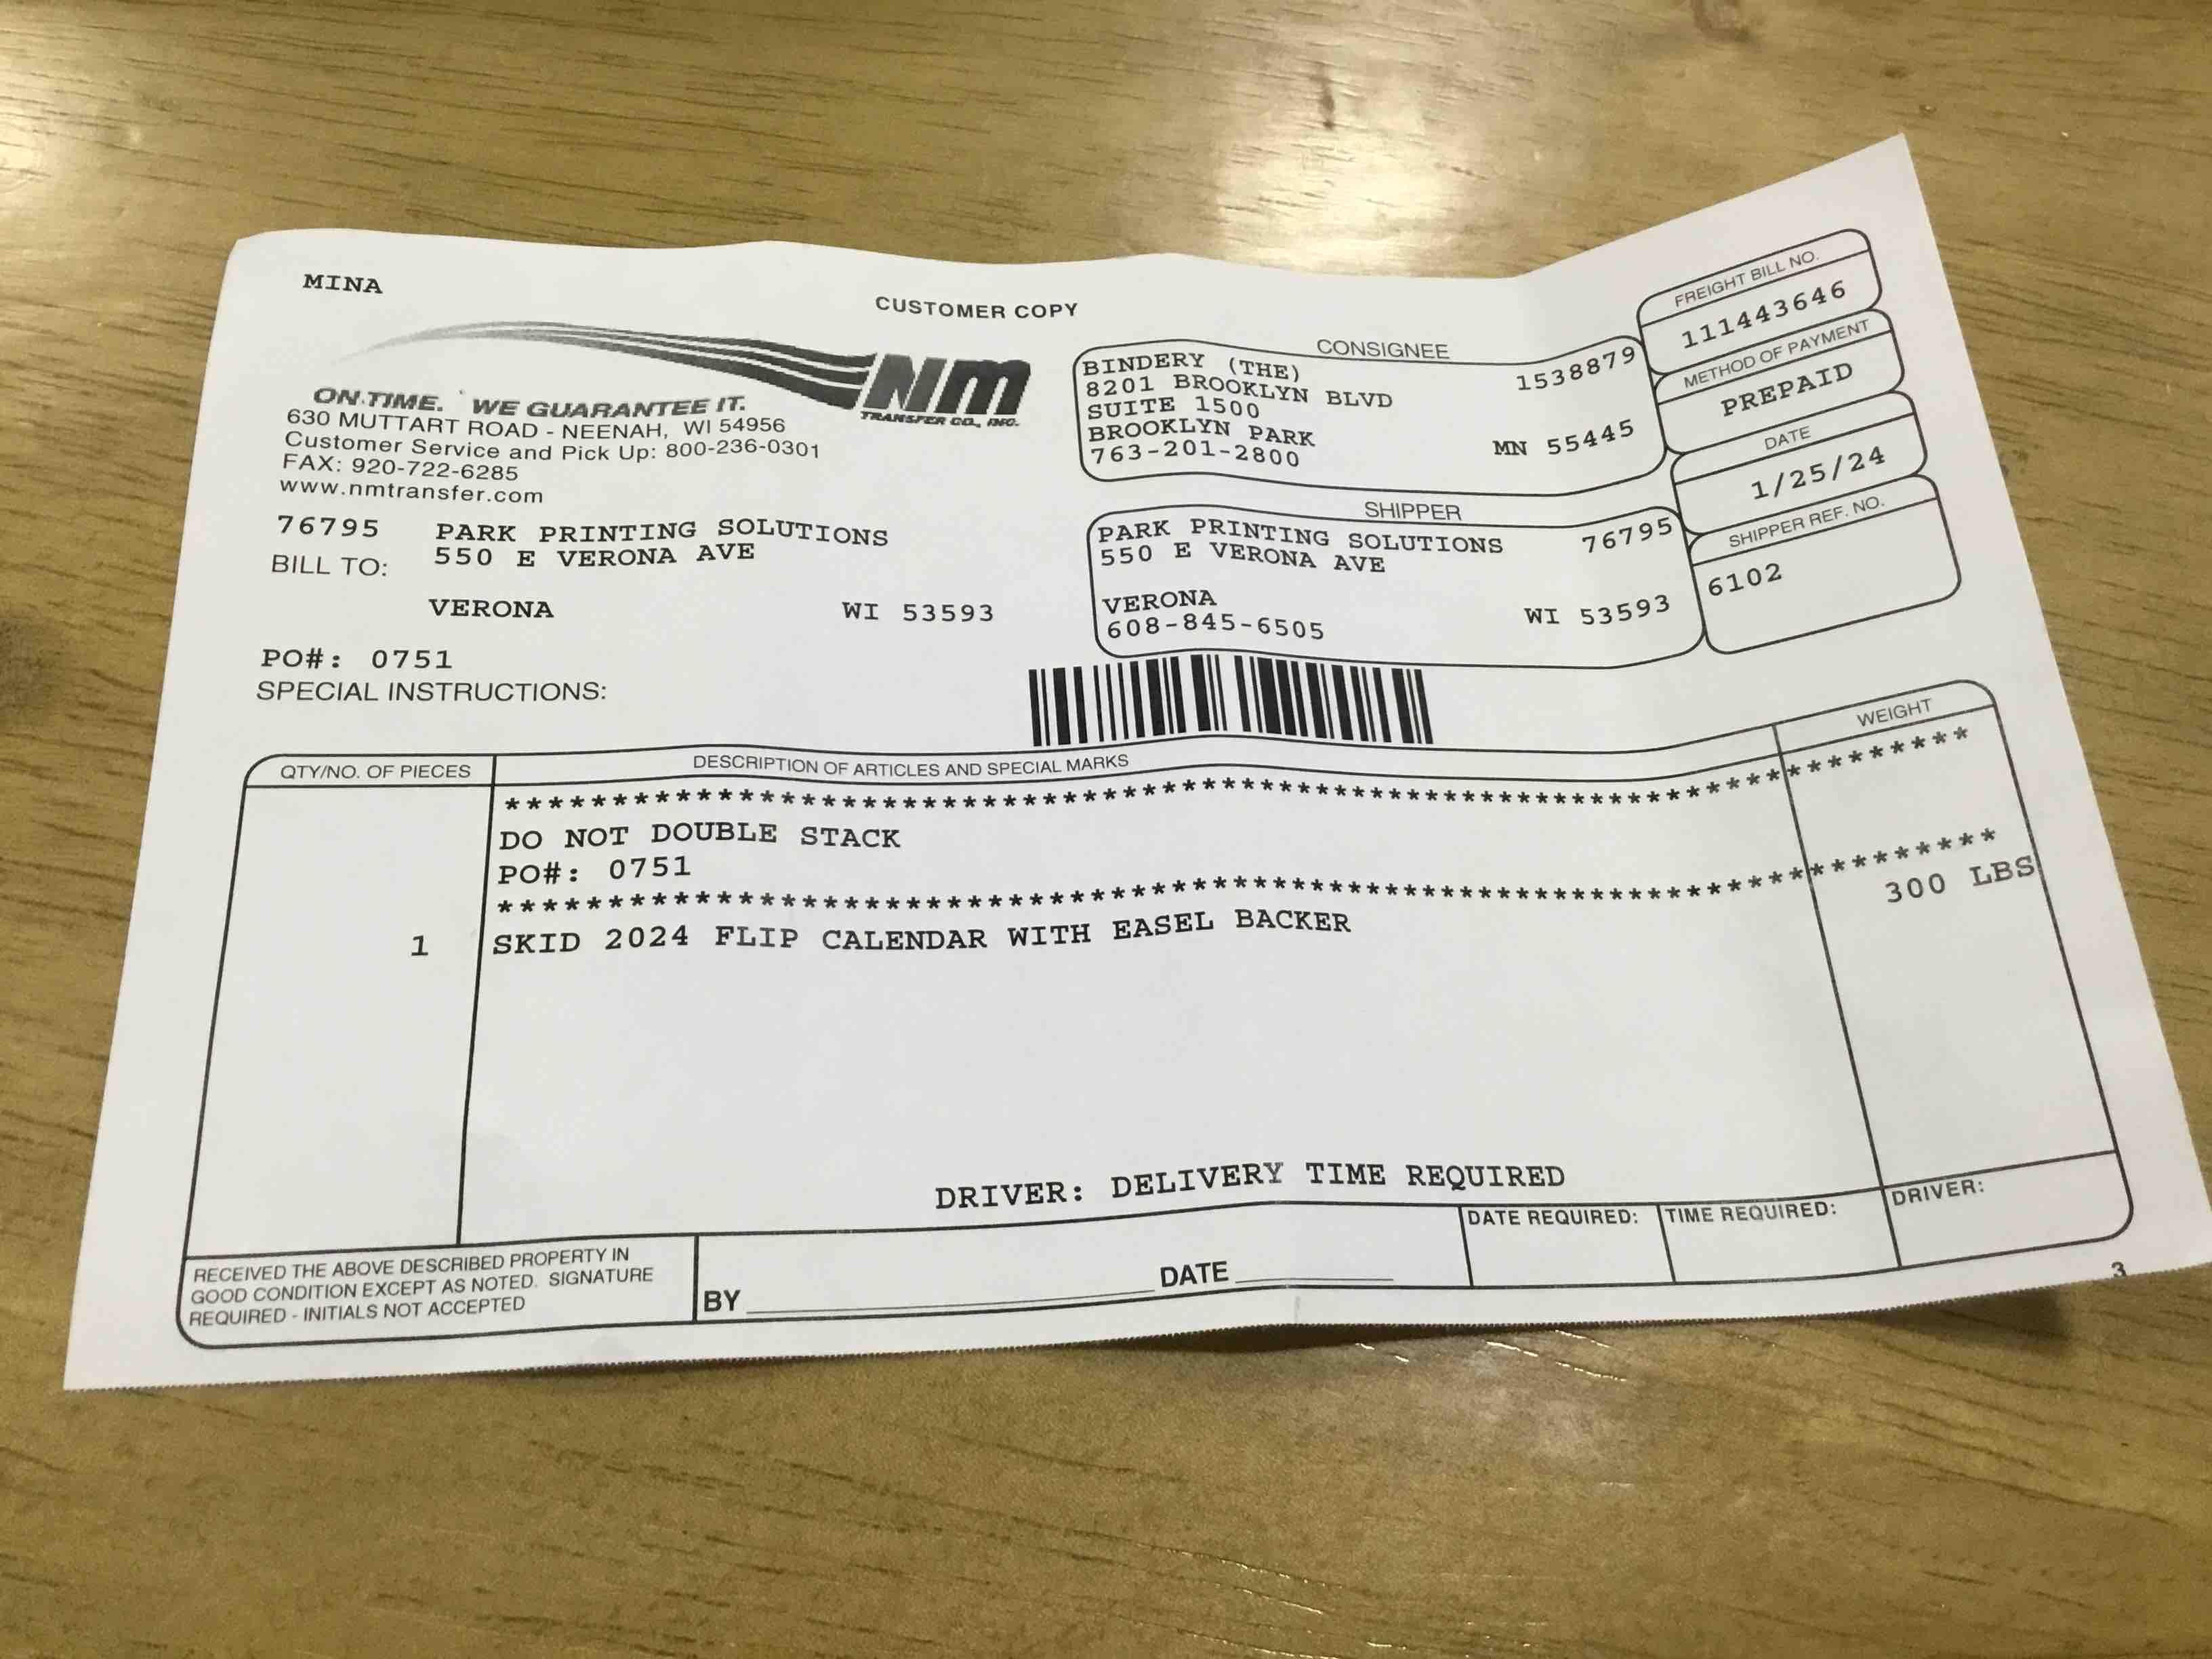 MINA
CUSTOMER COPY
NM
TRANSFER CO., INC.
ON TIME. WE GUARANTEE IT.
630 MUTTART ROAD - NEENAH, WI 54956
Customer Service and Pick Up: 800-236-0301
FAX: 920-722-6285
www.nmtransfer.com
76795 PARK PRINTING SOLUTIONS
BILL TO: 550 E VERONA AVE
VERONA WI 53593
PO#: 0751
SPECIAL INSTRUCTIONS:
CONSIGNEE
BINDERY (THE) 1538879
8201 BROOKLYN BLVD
SUITE 1500
BROOKLYN PARK MN 55445
763-201-2800
SHIPPER
PARK PRINTING SOLUTIONS 76795
550 E VERONA AVE
VERONA WI 53593
608-845-6505
FREIGHT BILL NO.
111443646
METHOD OF PAYMENT
PREPAID
DATE
1/25/24
SHIPPER REF. NO.
6102
QTY/NO. OF PIECES DESCRIPTION OF ARTICLES AND SPECIAL MARKS WEIGHT
**********************************************************************
DO NOT DOUBLE STACK
PO#: 0751
**********************************************************************
1 SKID 2024 FLIP CALENDAR WITH EASEL BACKER 300 LBS
DRIVER: DELIVERY TIME REQUIRED
RECEIVED THE ABOVE DESCRIBED PROPERTY IN
GOOD CONDITION EXCEPT AS NOTED. SIGNATURE
REQUIRED - INITIALS NOT ACCEPTED
BY DATE
DATE REQUIRED: TIME REQUIRED: DRIVER:
3